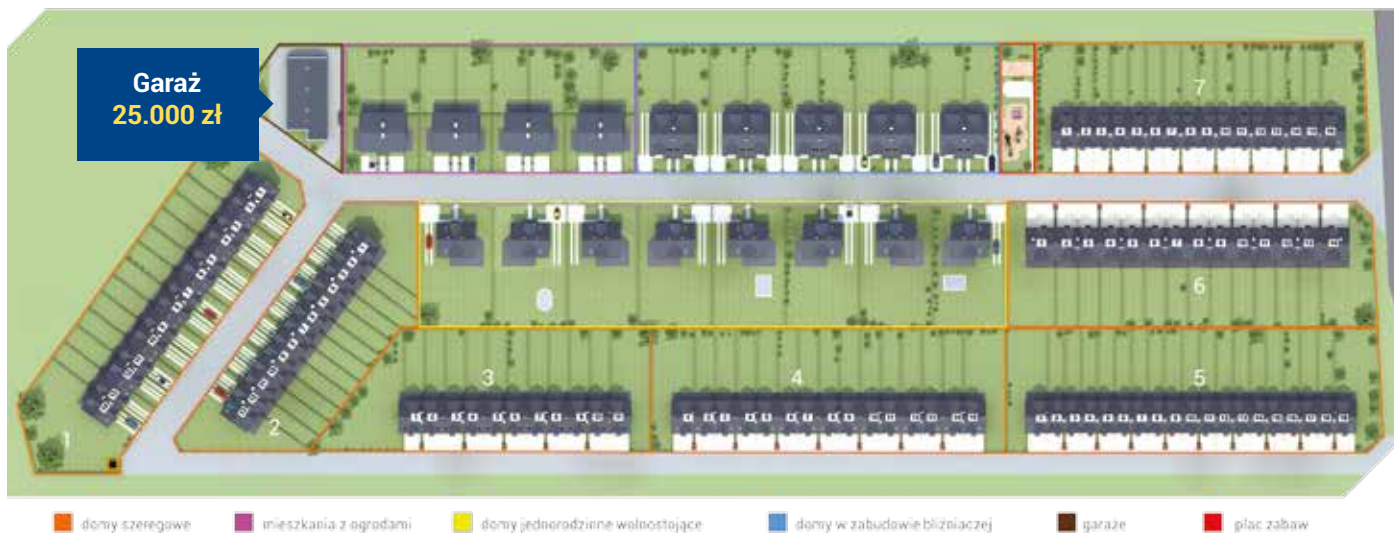 Garaż
25.000 zł
7
6
3
4
5
2
1
domy szeregowe
mieszkania z ogrodami
domy jednorodzinne wolnostojące
domy w zabudowie bliźniaczej
garaże
plac zabaw